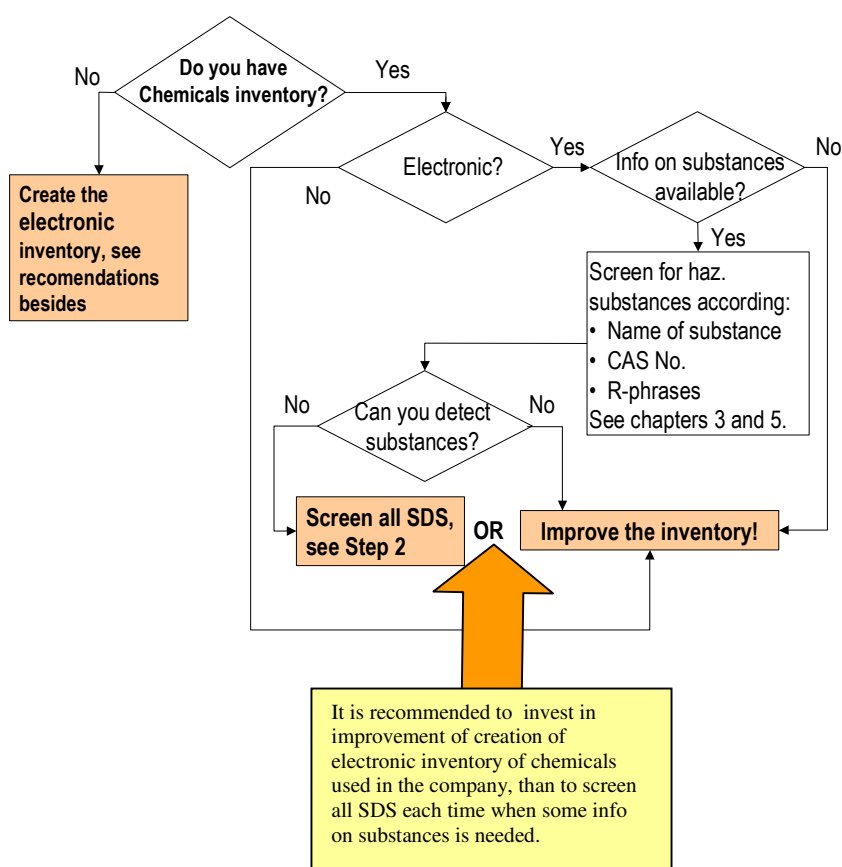 Do you have
Chemicals inventory?
No
Yes
Create the
electronic
inventory, see
recomendations
besides
Electronic?
No
Yes
Info on substances
available?
No
Yes
Screen for haz.
substances according:
• Name of substance
• CAS No.
• R-phrases
See chapters 3 and 5.
Can you detect
substances?
No
No
Screen all SDS,
see Step 2
OR
Improve the inventory!
It is recommended to invest in
improvement of creation of
electronic inventory of chemicals
used in the company, than to screen
all SDS each time when some info
on substances is needed.